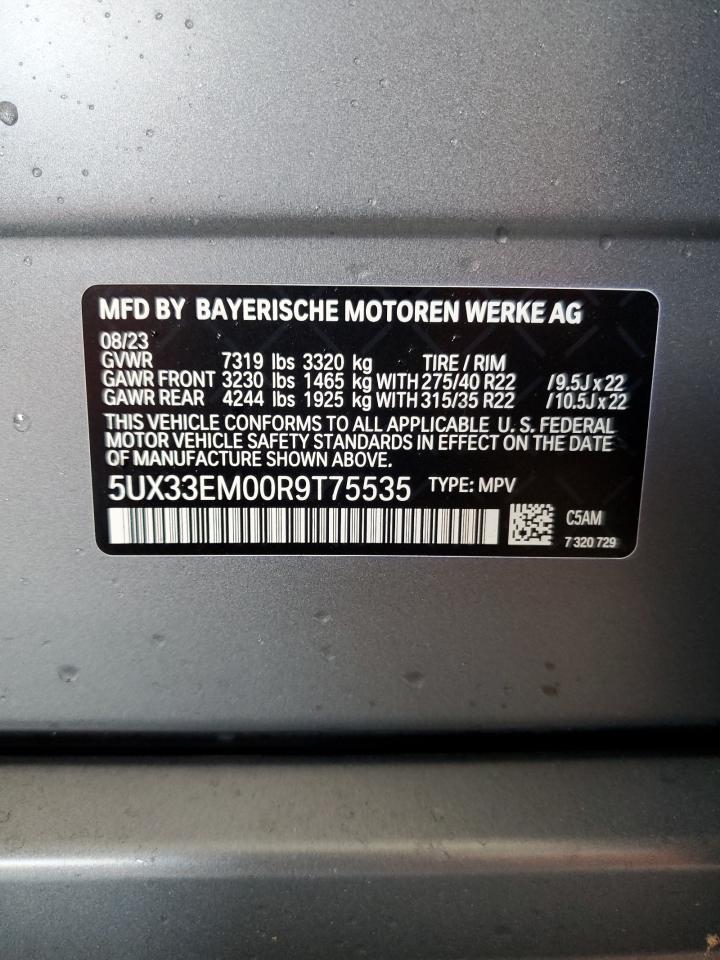 MFD BY BAYERISCHE MOTOREN WERKE AG
08/23
GVWR 7319 lbs 3320 kg TIRE / RIM
GAWR FRONT 3230 lbs 1465 kg WITH 275/40 R22 /9.5J x 22
GAWR REAR 4244 lbs 1925 kg WITH 315/35 R22 /10.5J x 22
THIS VEHICLE CONFORMS TO ALL APPLICABLE U. S. FEDERAL
MOTOR VEHICLE SAFETY STANDARDS IN EFFECT ON THE DATE
OF MANUFACTURE SHOWN ABOVE.
5UX33EM00R9T75535 TYPE: MPV
C5AM
7 320 729